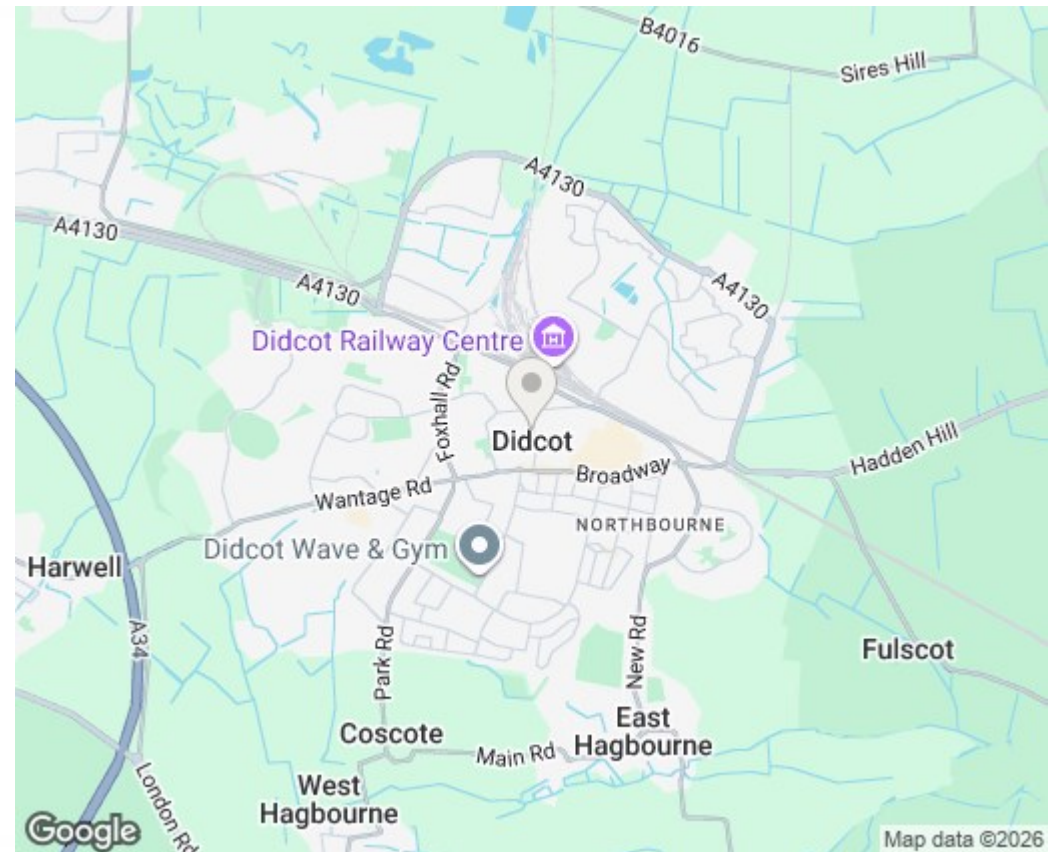 B4016
Sires Hill
A4130
A4130
A4130
A4130
Didcot Railway Centre
Foxhall Rd
Didcot
Hadden Hill
Broadway
Wantage Rd
NORTHBOURNE
Didcot Wave & Gym
Harwell
A34
Park Rd
New Rd
Fulscot
Coscote
East
Hagbourne
Main Rd
West
Hagbourne
London Rd
Google
Map data ©2026